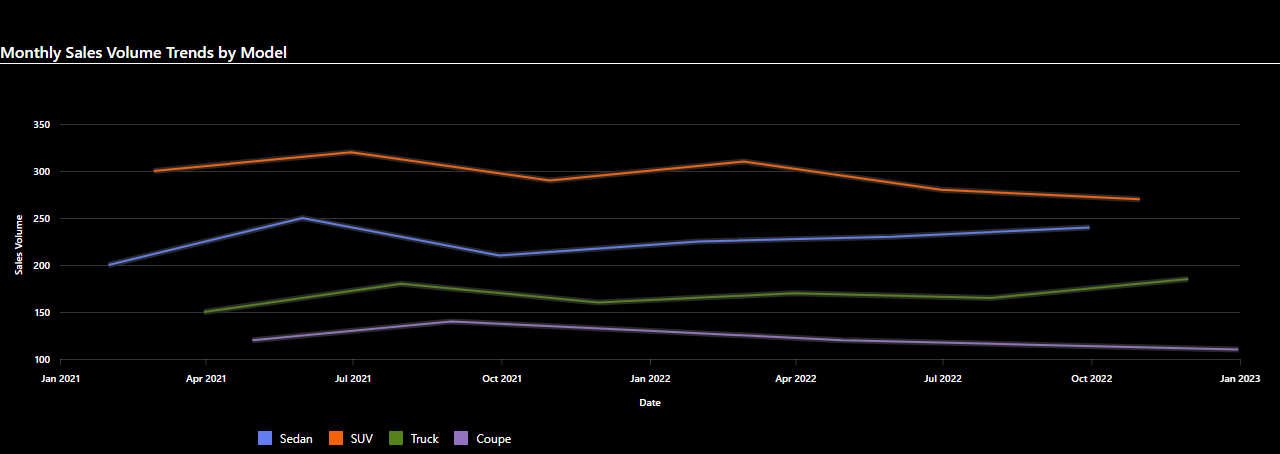 Monthly Sales Volume Trends by Model
350
300
250
200
150
100
Sales Volume
Jan 2021 Apr 2021 Jul 2021 Oct 2021 Jan 2022 Apr 2022 Jul 2022 Oct 2022 Jan 2023
Date
Sedan SUV Truck Coupe